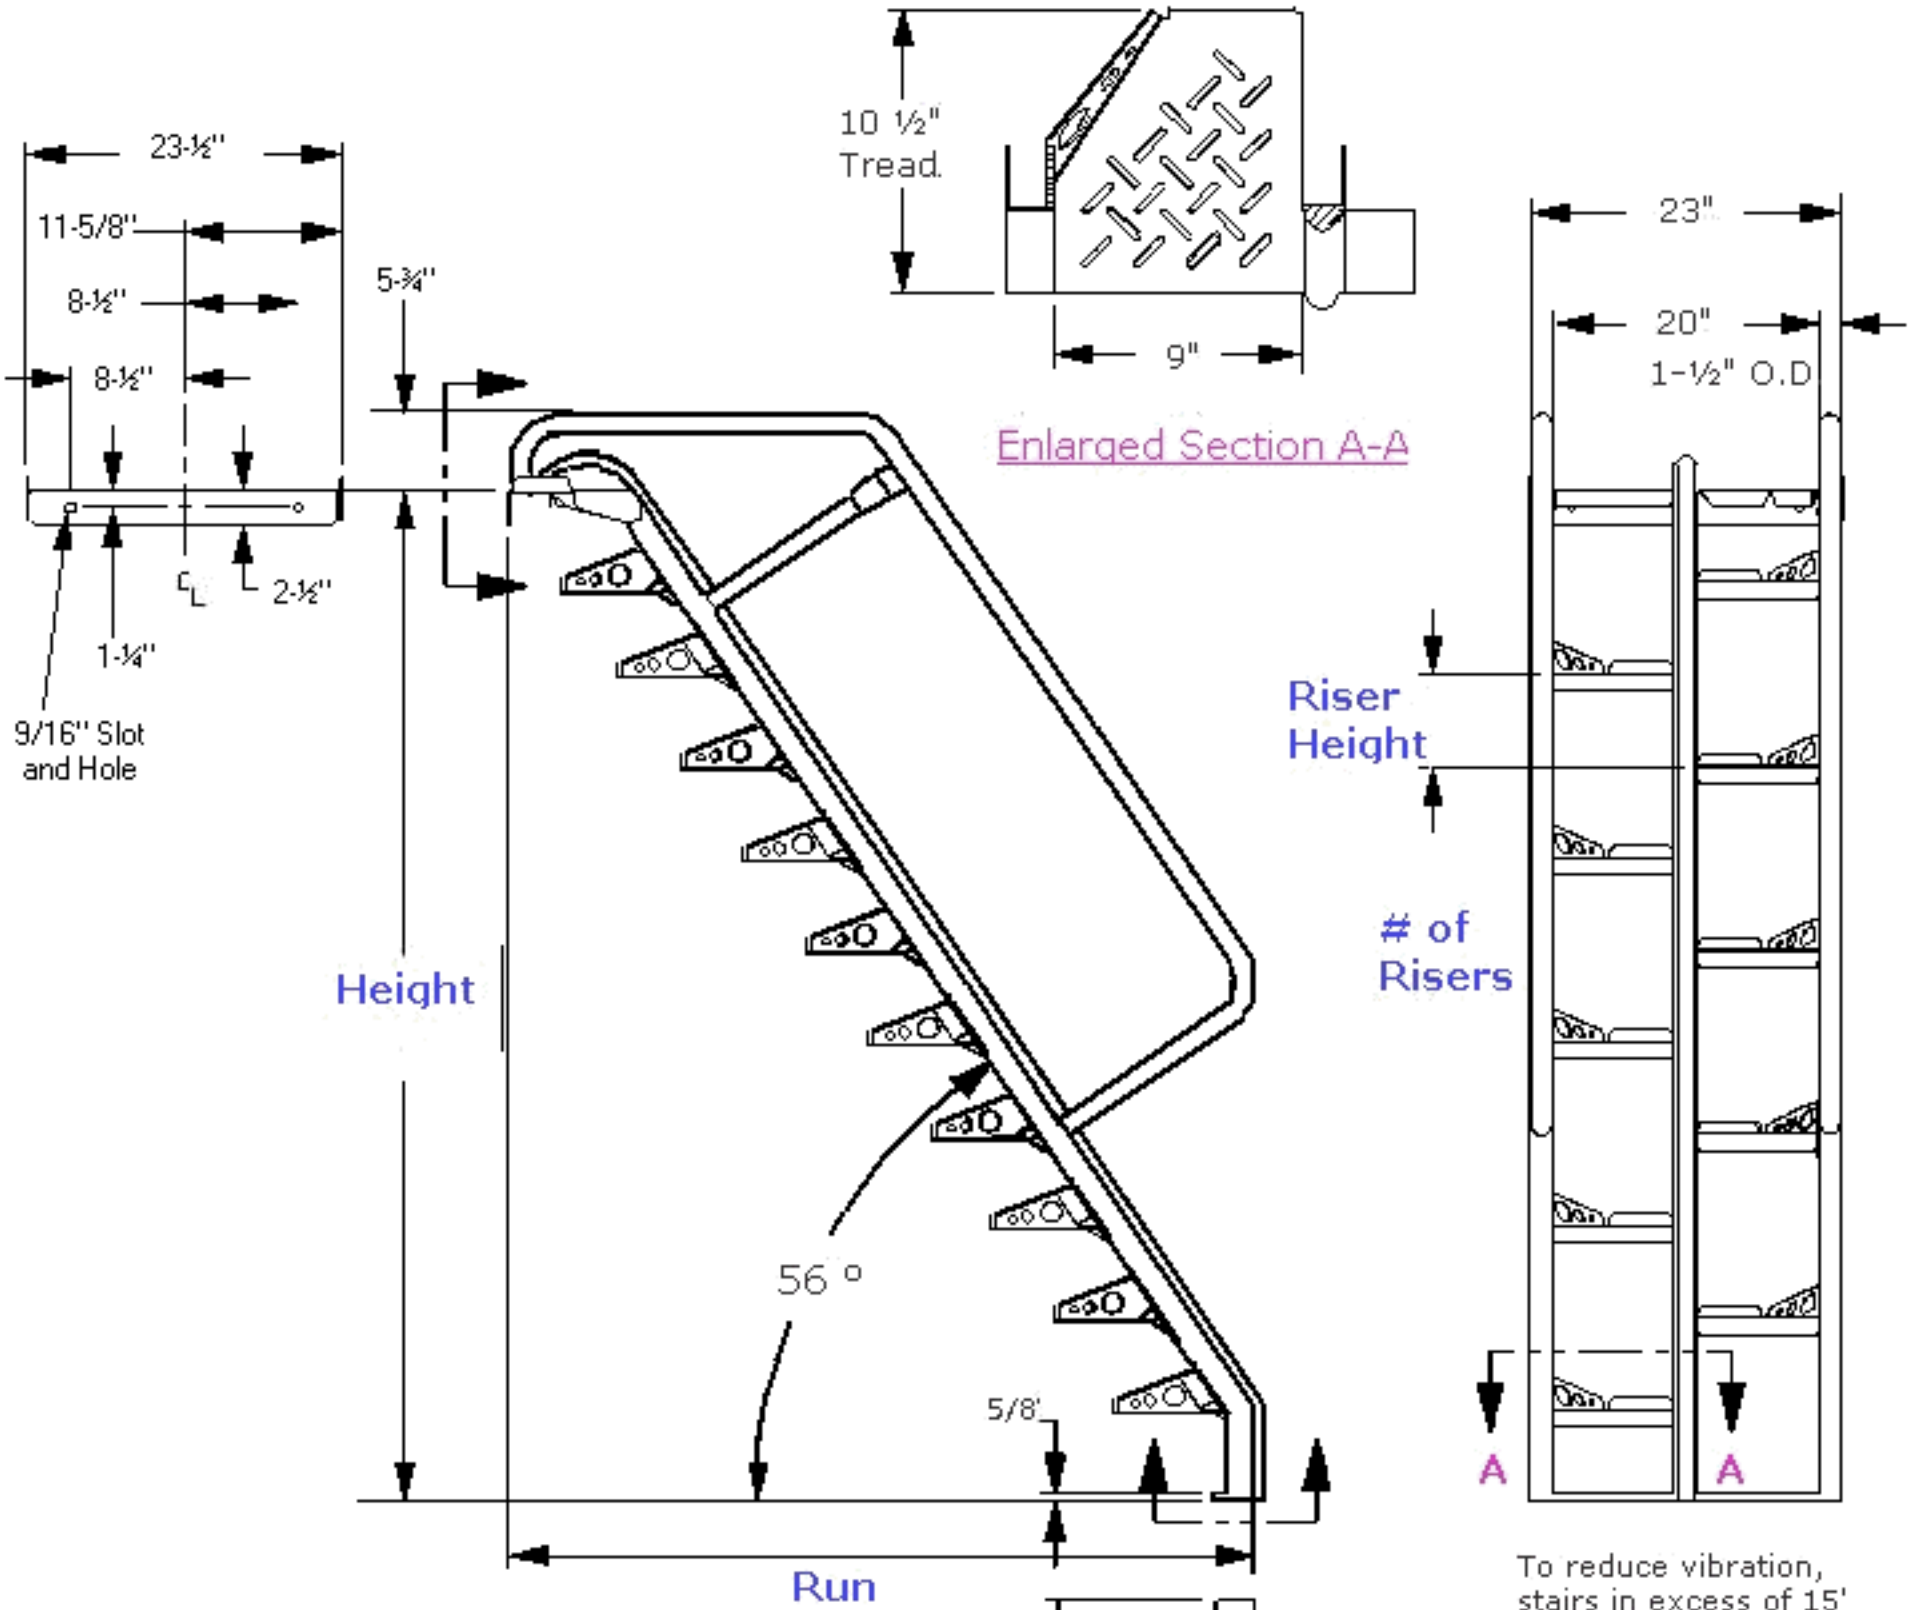 10 ½"
Tread.
23-½"
11-5/8"
8-½"
8-½"
5-¾"
9"
Enlarged Section A-A
23"
20"
1-½" O.D
CL
2-½"
1-¼"
9/16" Slot
and Hole
Riser
Height
# of
Risers
Height
56 °
5/8'
A A
Run
To reduce vibration,
stairs in excess of 15'